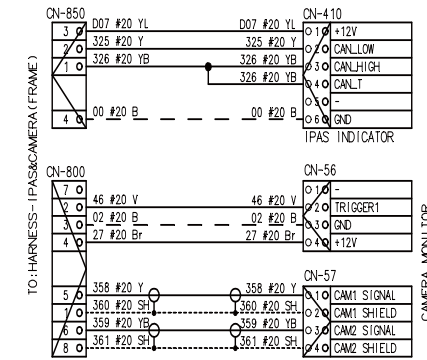 CN-850
CN-410
3 D07 #20 YL D07 #20 YL 1 +12V
2 325 #20 Y 325 #20 Y 2 CAN_LOW
1 326 #20 YB 326 #20 YB 3 CAN_HIGH
326 #20 YB 4 CAN_T
5 -
4 00 #20 B 00 #20 B 6 GND
IPAS INDICATOR
TO:HARNESS-IPAS&CAMERA(FRAME)
CN-800
CN-56
7 1 -
2 46 #20 V 46 #20 V 2 TRIGGER1
3 02 #20 B 02 #20 B 3 GND
4 27 #20 Br 27 #20 Br 4 +12V
CAMERA MONITOR
CN-57
5 358 #20 Y 358 #20 Y 1 CAM1 SIGNAL
1 360 #20 SH 360 #20 SH 2 CAM1 SHIELD
6 359 #20 YB 359 #20 YB 3 CAM2 SIGNAL
8 361 #20 SH 361 #20 SH 4 CAM2 SHIELD